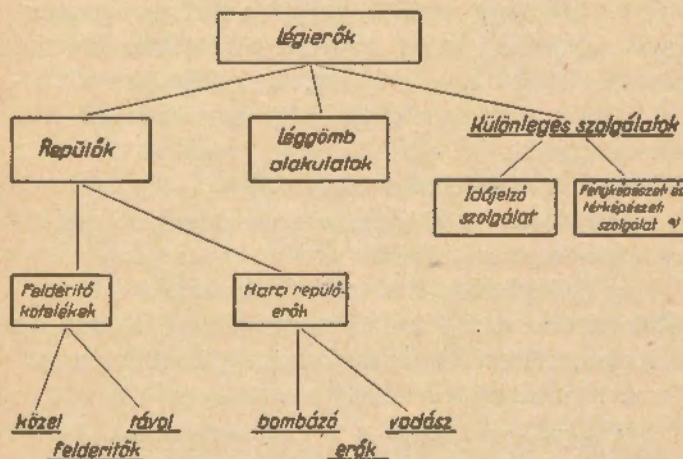 Légierők
Repülők
Léggömb
alakulatok
Különleges szolgálatok
Időjelző
szolgálat
Fényképészeti és
térképészeti
szolgálat
Felderítő
kötelékek
Harci repülő-
erők
közel távol
felderítők
bombázó vadász
erők